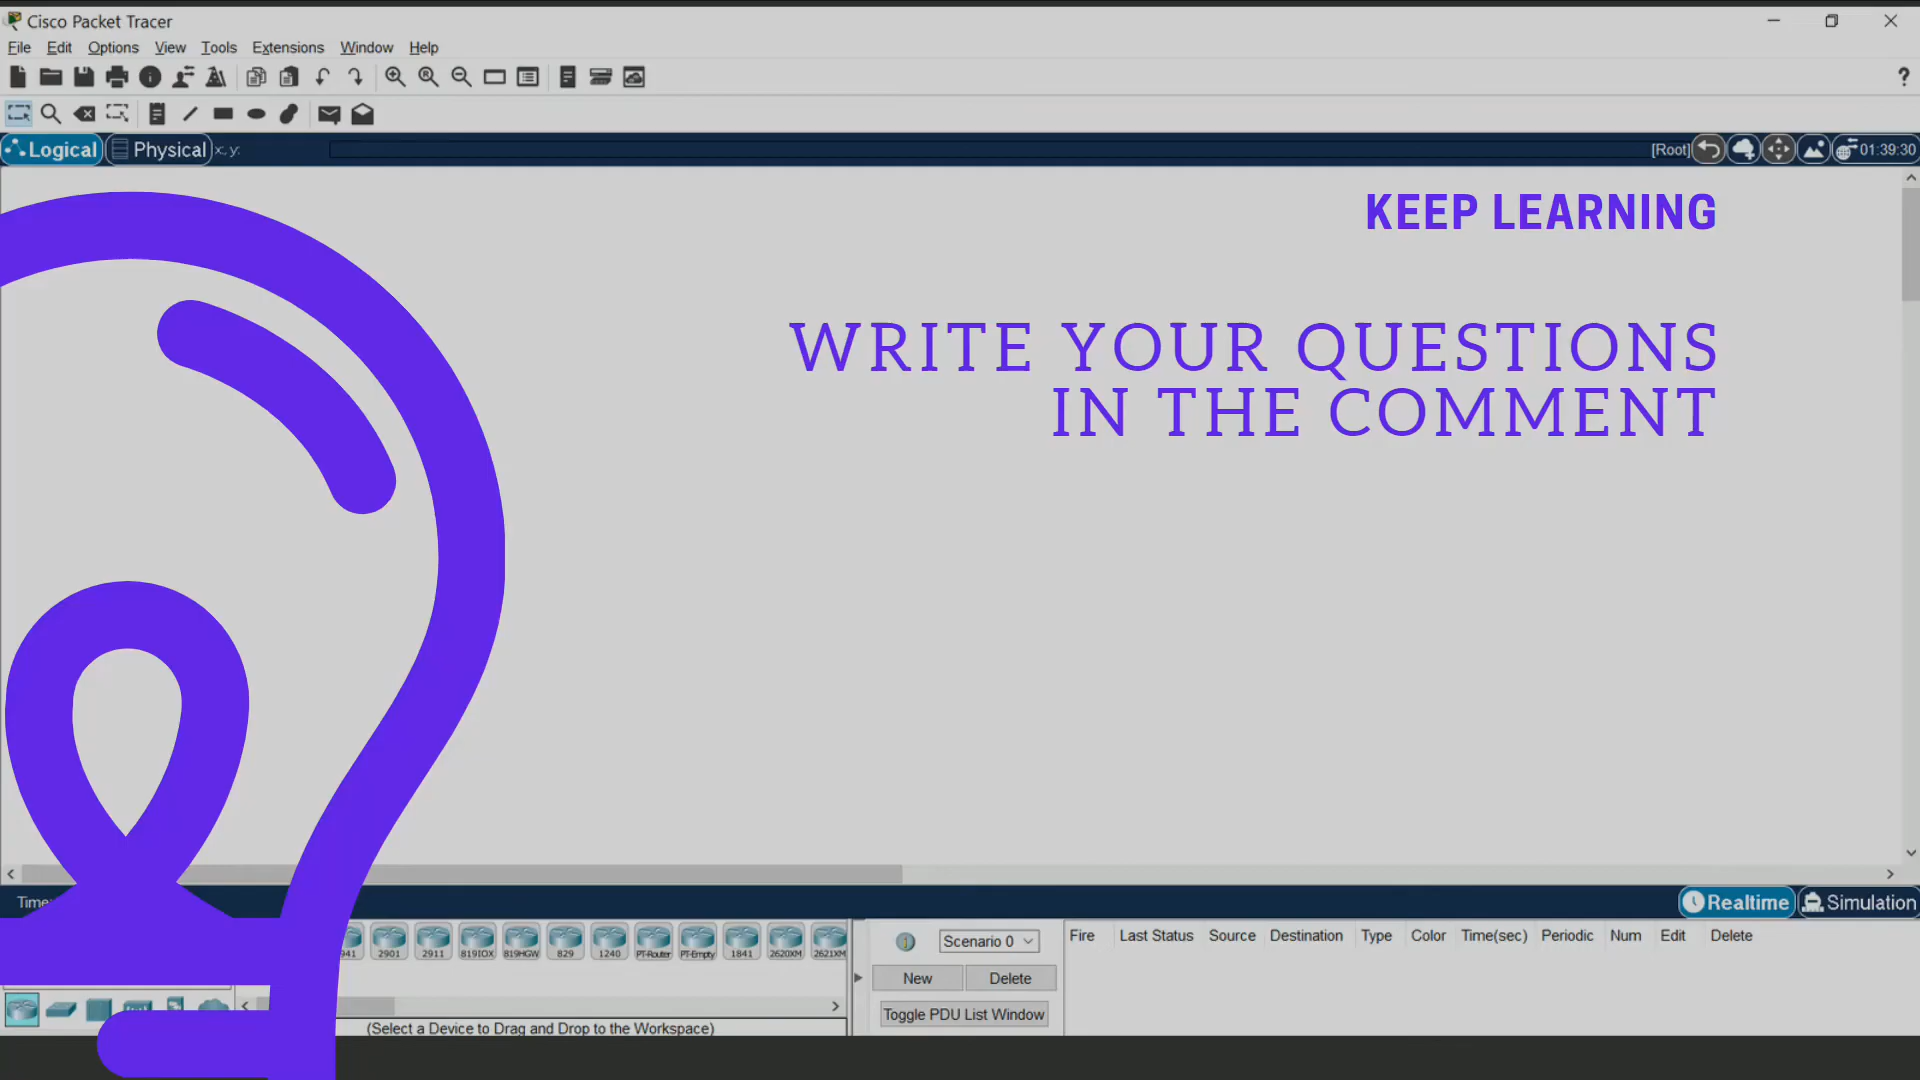 Cisco Packet Tracer
File Edit Options View Tools Extensions Window Help
?
Logical Physical x, y: [Root] 01:39:30
KEEP LEARNING
WRITE YOUR QUESTIONS
IN THE COMMENT
Time Realtime Simulation
941 2901 2911 819IOX 819HGW 829 1240 PT-Router PT-Empty 1841 2620XM 2621XM
Scenario 0
Fire Last Status Source Destination Type Color Time(sec) Periodic Num Edit Delete
New Delete
Toggle PDU List Window
(Select a Device to Drag and Drop to the Workspace)